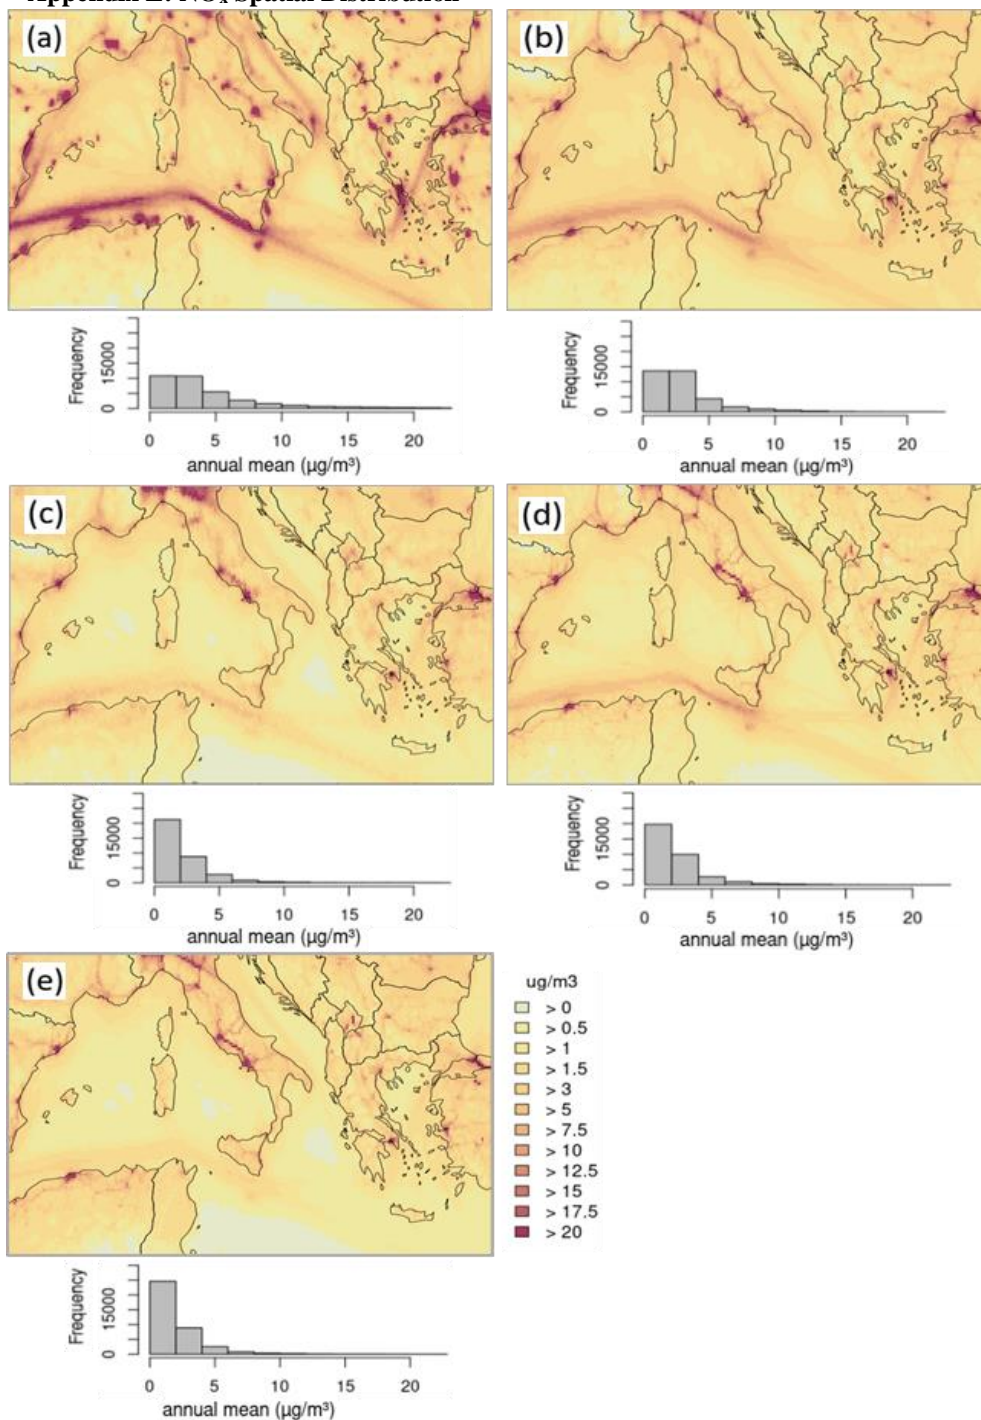 Appendix E: NOx Spatial Distribution
(a)
(b)
Frequency
0 15000
0 5 10 15 20
annual mean (µg/m³)
Frequency
0 15000
0 5 10 15 20
annual mean (µg/m³)
(c)
(d)
Frequency
0 15000
0 5 10 15 20
annual mean (µg/m³)
Frequency
0 15000
0 5 10 15 20
annual mean (µg/m³)
(e)
ug/m3
> 0
> 0.5
> 1
> 1.5
> 3
> 5
> 7.5
> 10
> 12.5
> 15
> 17.5
> 20
Frequency
0 15000
0 5 10 15 20
annual mean (µg/m³)